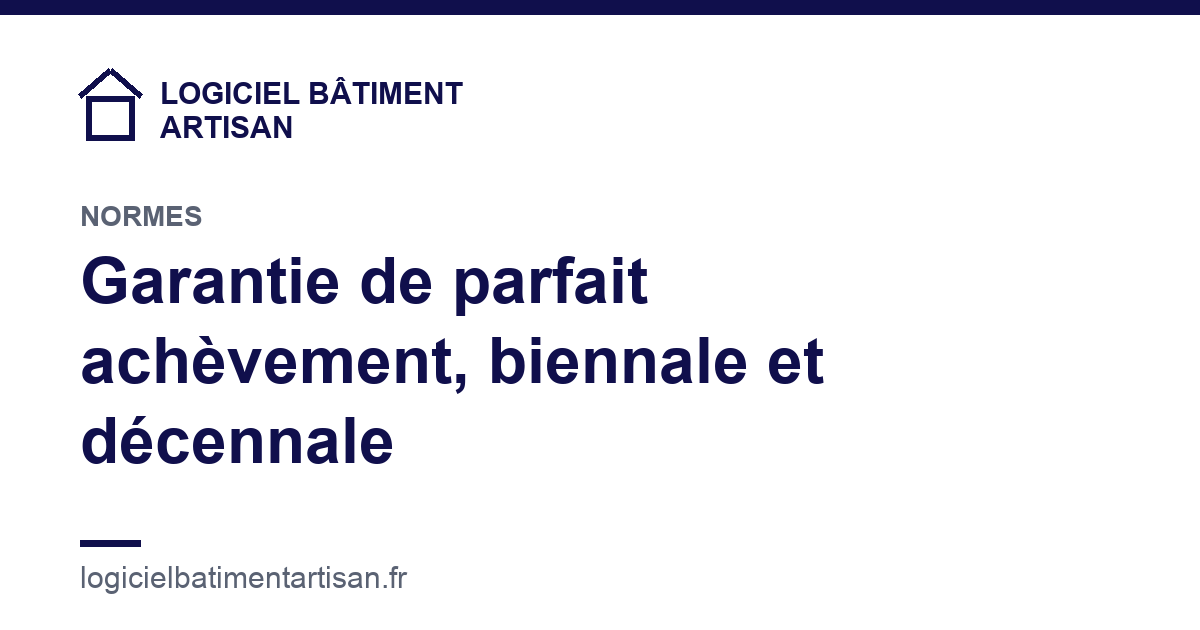 LOGICIEL BÂTIMENT
ARTISAN
NORMES
Garantie de parfait
achèvement, biennale et
décennale
logicielbatimentartisan.fr